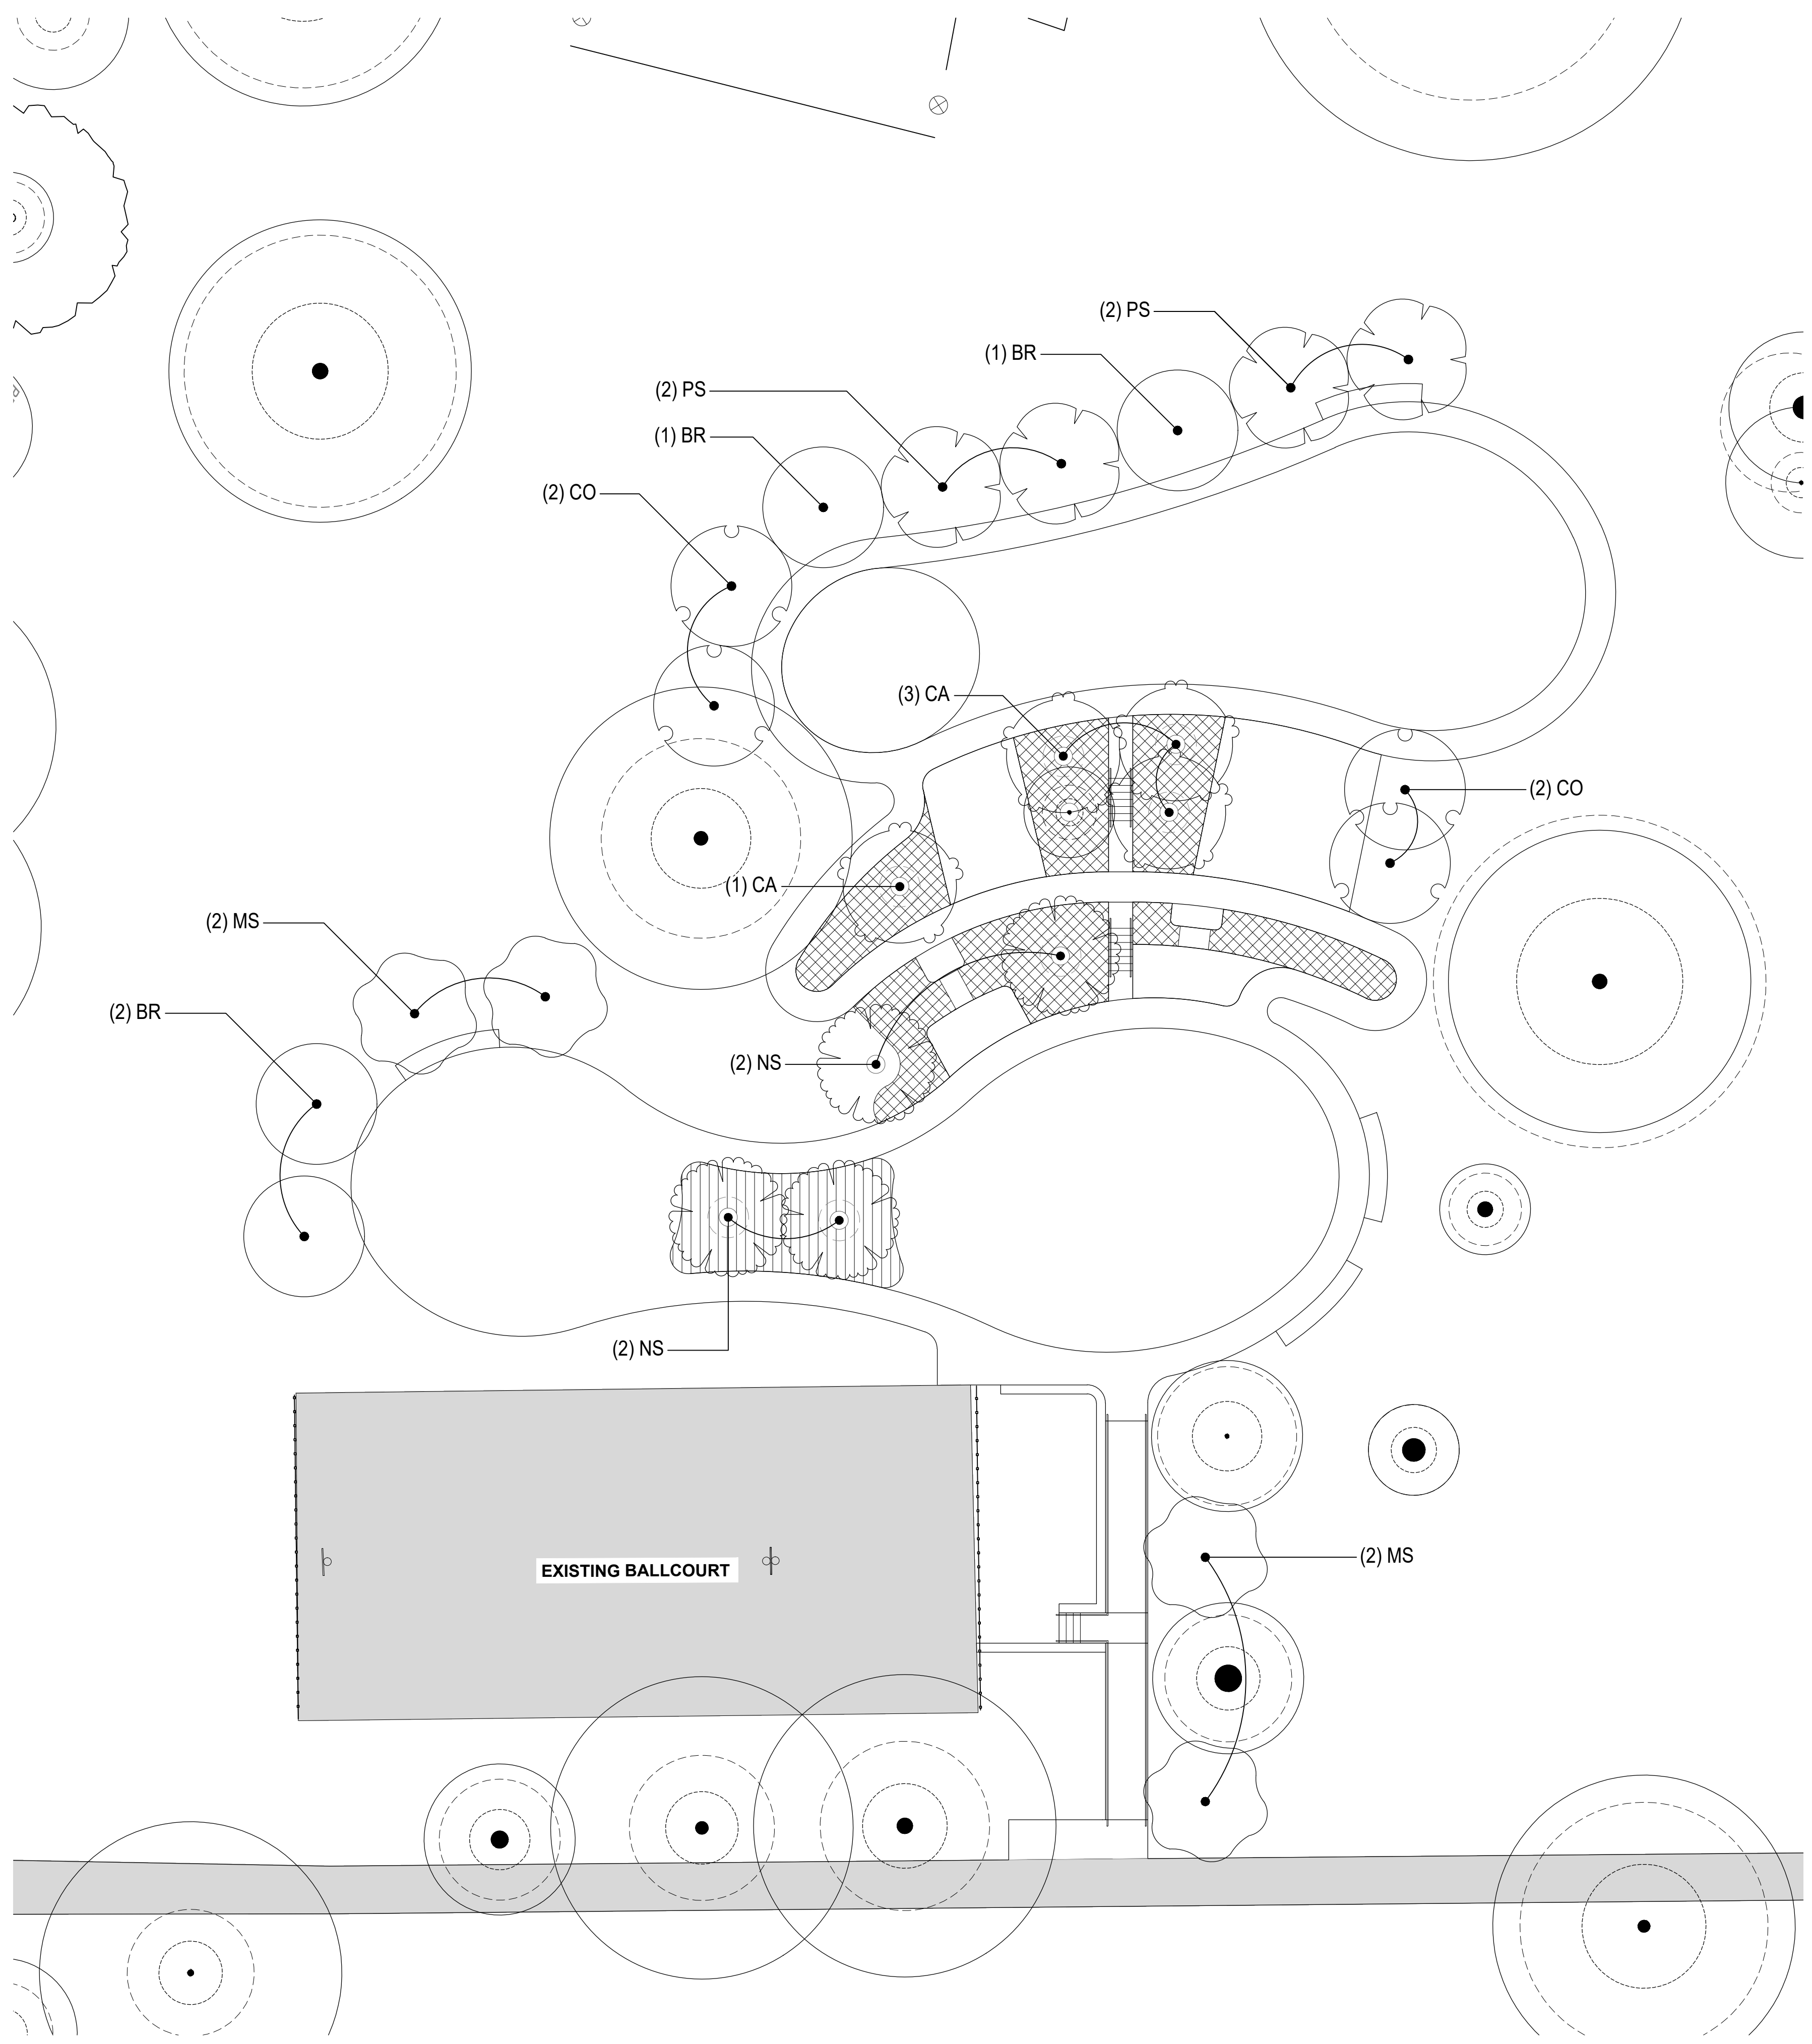 (2) PS
(1) BR
(2) PS
(1) BR
(2) CO
(3) CA
(2) CO
(1) CA
(2) MS
(2) BR
(2) NS
(2) NS
(2) MS
EXISTING BALLCOURT